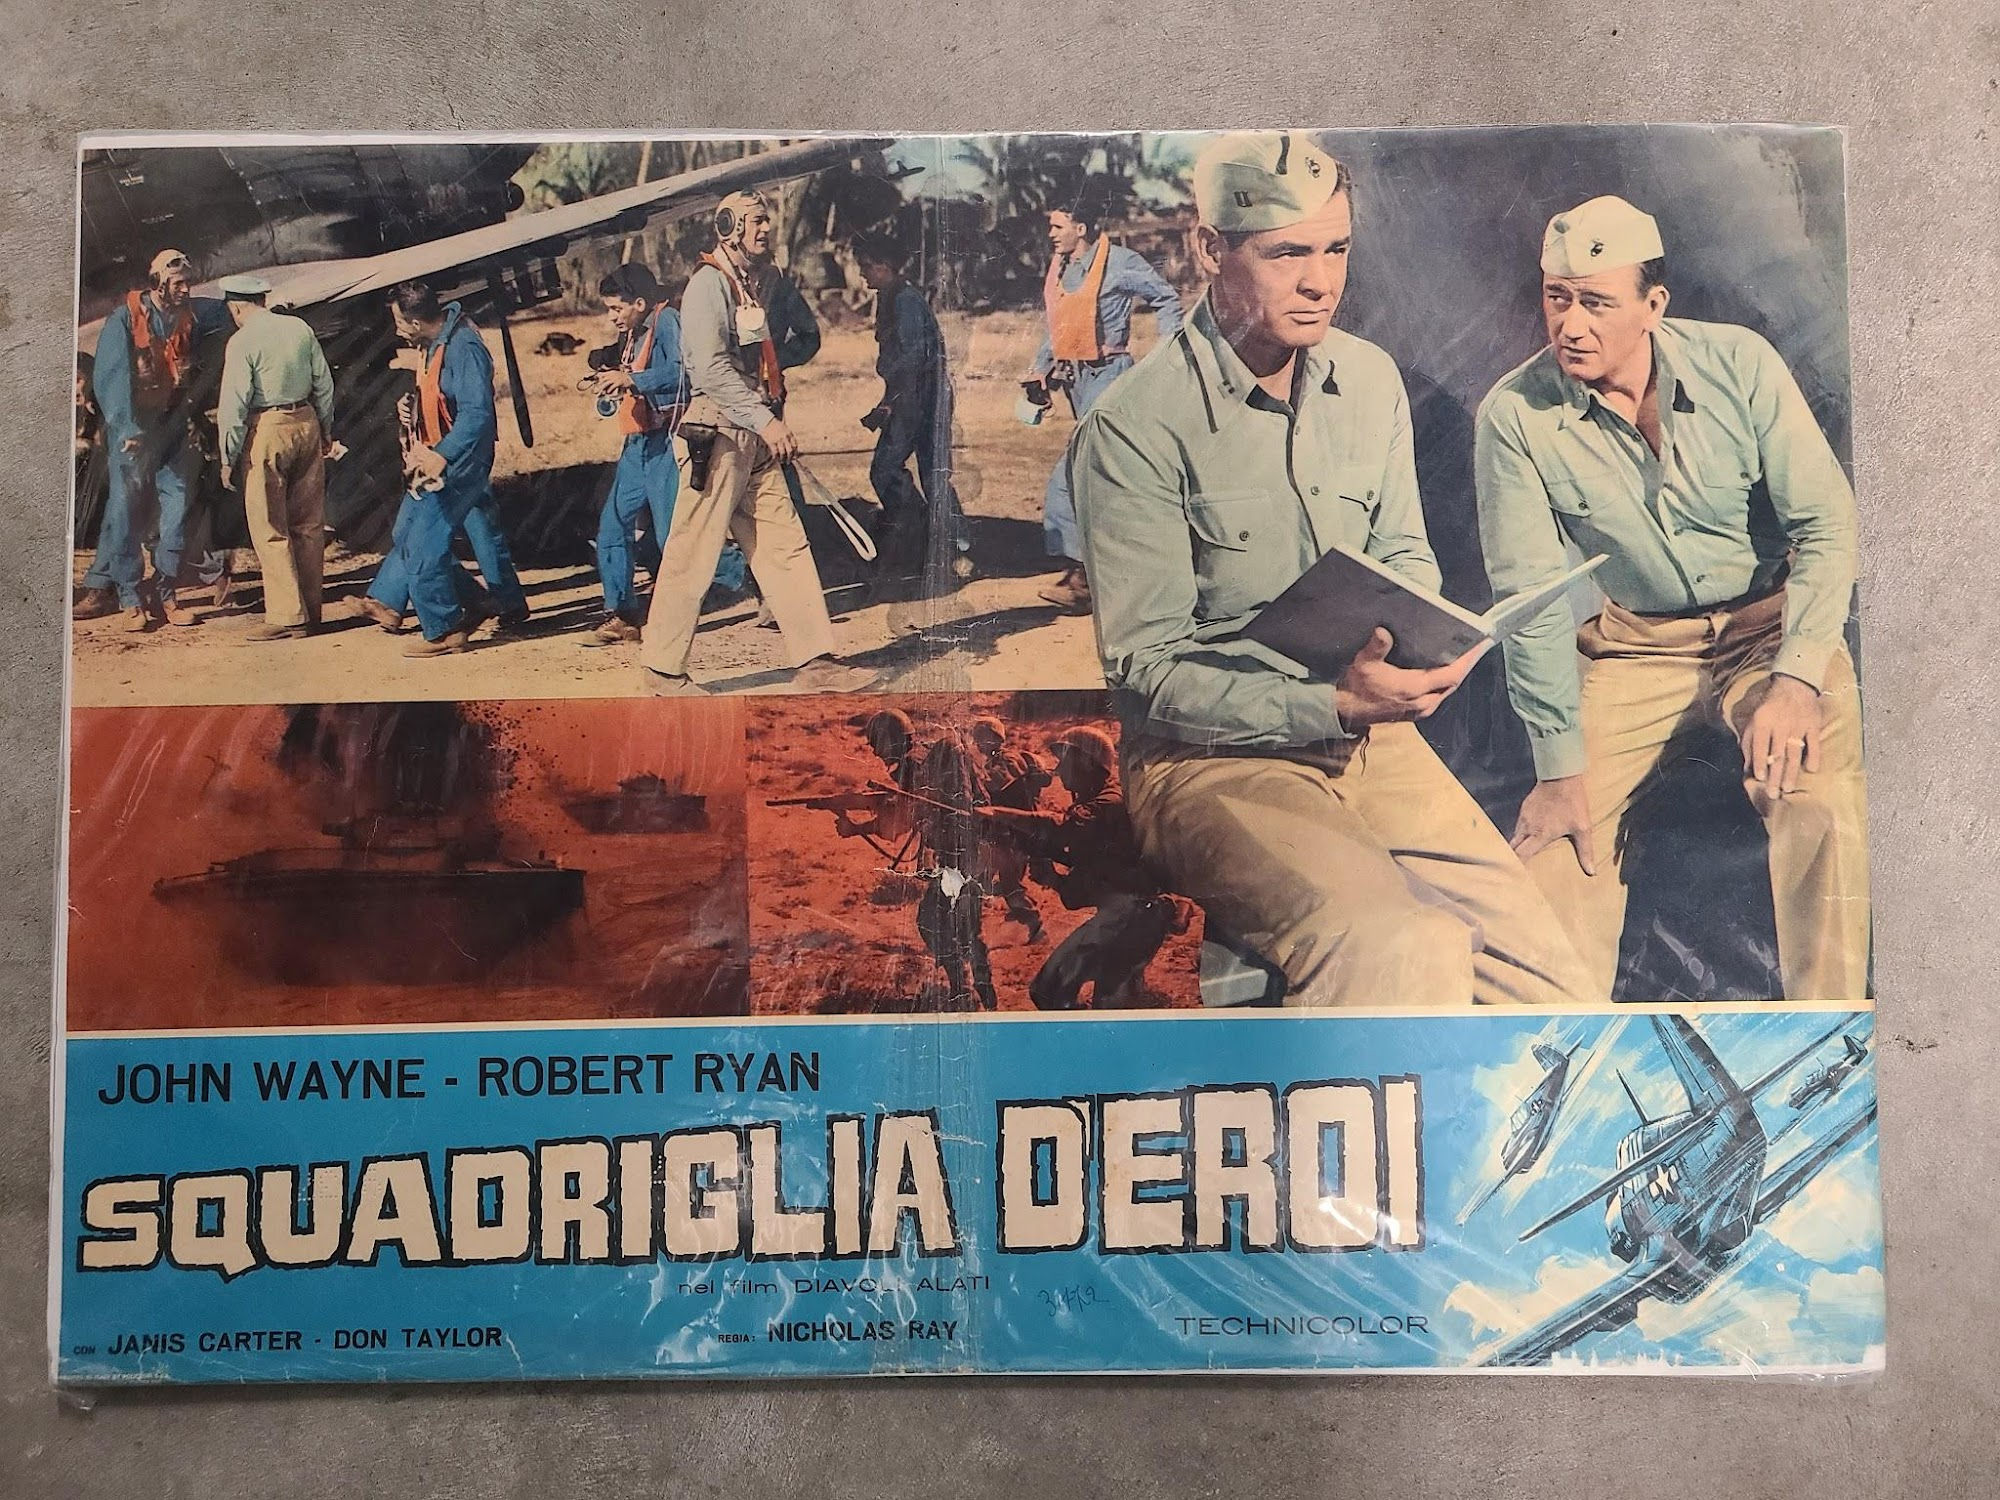 JOHN WAYNE - ROBERT RYAN
SQUADRIGLIA D'EROI
nel film DIAVOLI ALATI
CON JANIS CARTER - DON TAYLOR
REGIA: NICHOLAS RAY
TECHNICOLOR